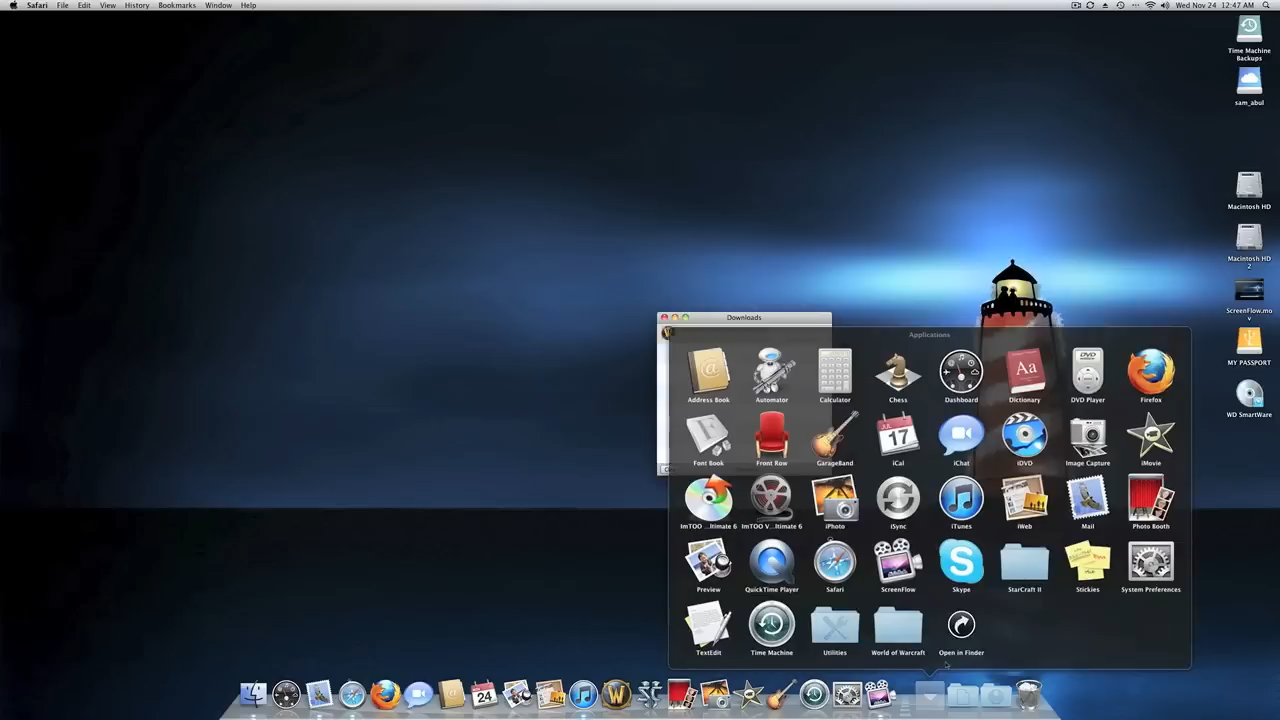 Safari File Edit View History Bookmarks Window Help
Wed Nov 24 12:47 AM
Time Machine
Backups
sam_abul
Macintosh HD
Macintosh HD
2
ScreenFlow.mo
v
MY PASSPORT
WD SmartWare
Downloads
Applications
Address Book Automator Calculator Chess Dashboard Dictionary DVD Player Firefox
Font Book Front Row GarageBand iCal iChat iDVD Image Capture iMovie
ImTOO ...ltimate 6 ImTOO V...ltimate 6 iPhoto iSync iTunes iWeb Mail Photo Booth
Preview QuickTime Player Safari ScreenFlow Skype StarCraft II Stickies System Preferences
TextEdit Time Machine Utilities World of Warcraft Open in Finder